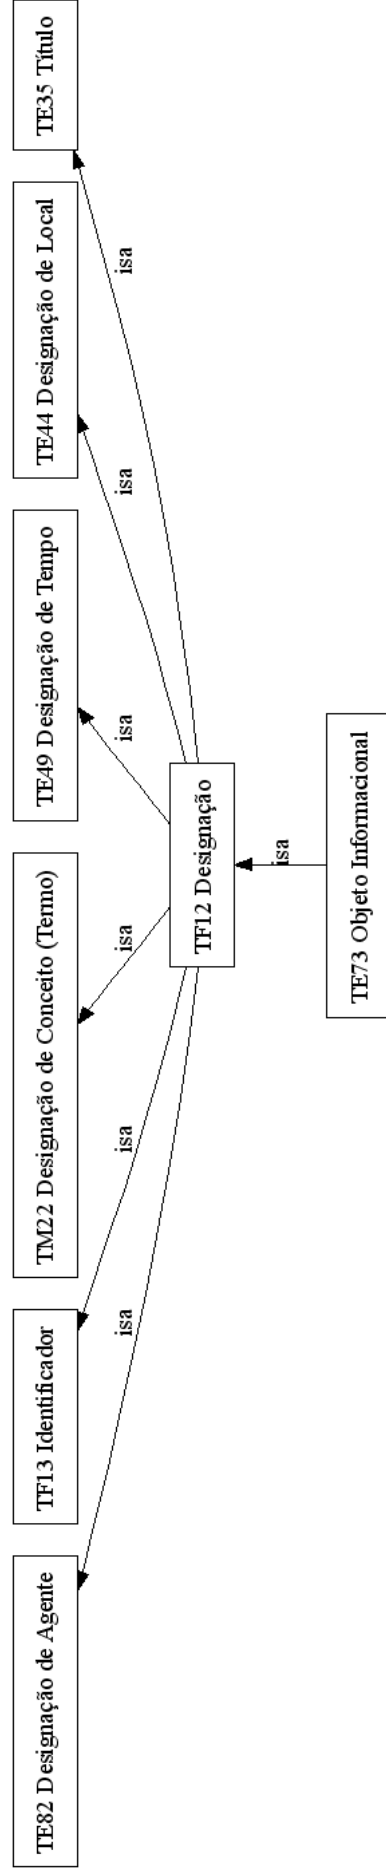 TE73 Objeto Informacional
isa
TF12 Designação
isa
isa
isa
isa
isa
isa
TE82 Designação de Agente
TF13 Identificador
TM22 Designação de Conceito (Termo)
TE49 Designação de Tempo
TE44 Designação de Local
TE35 Título